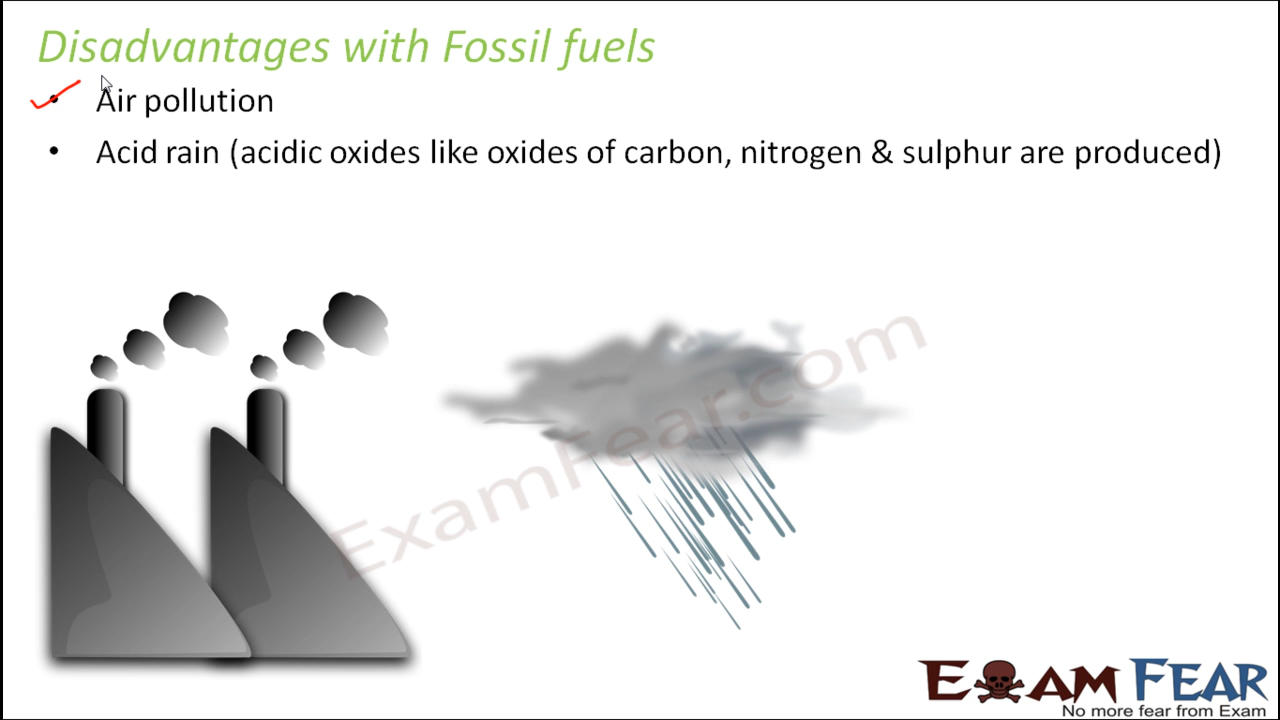 Disadvantages with Fossil fuels
• Air pollution
• Acid rain (acidic oxides like oxides of carbon, nitrogen & sulphur are produced)
ExamFear.com
EXAM FEAR
No more fear from Exam